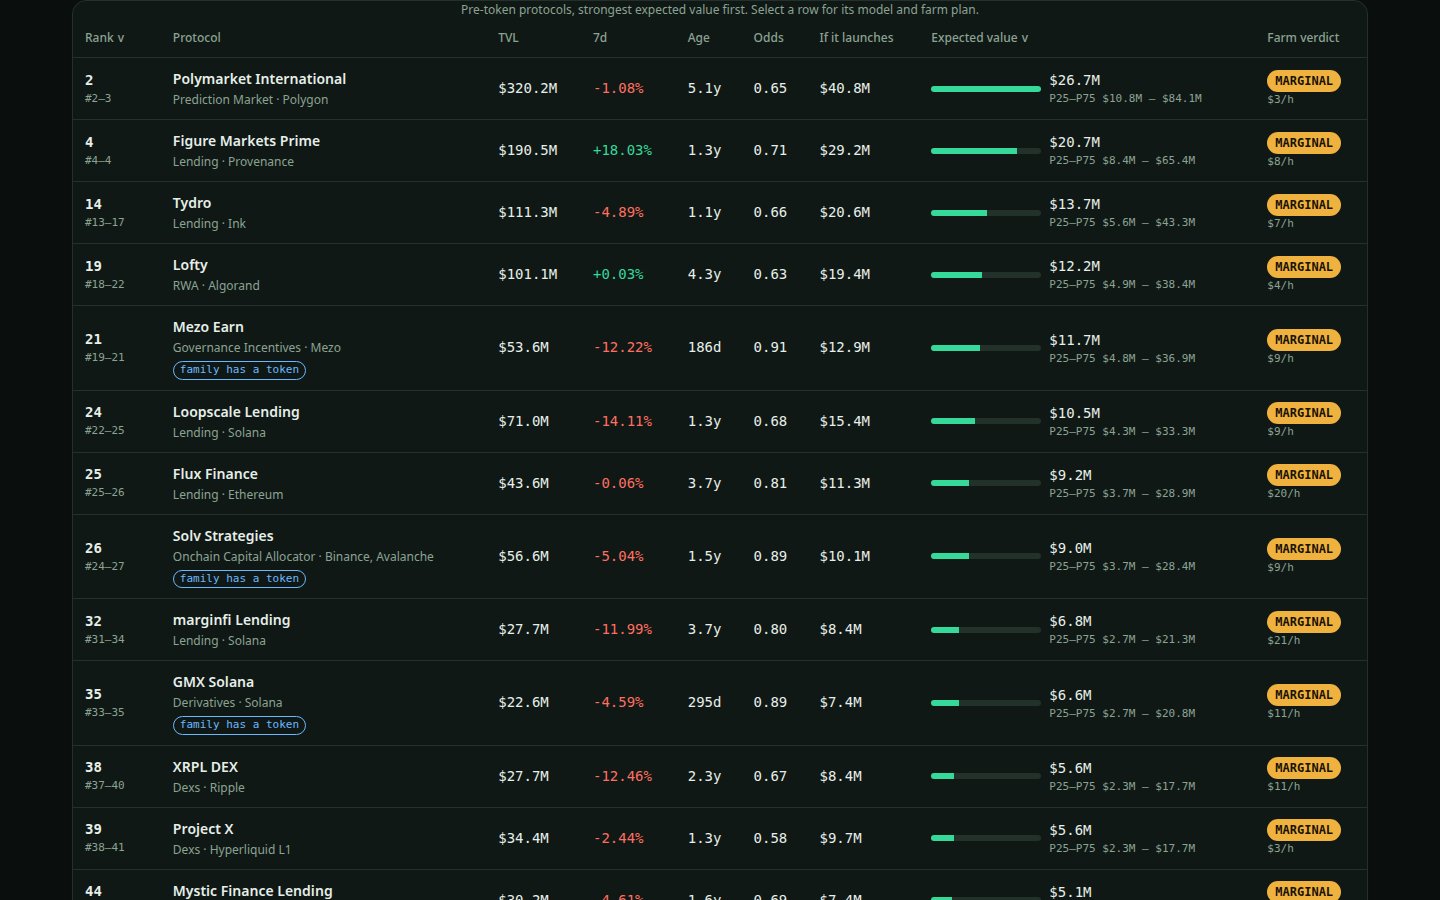 Pre-token protocols, strongest expected value first. Select a row for its model and farm plan.
Rank v Protocol TVL 7d Age Odds If it launches Expected value v Farm verdict
2 Polymarket International $320.2M -1.08% 5.1y 0.65 $40.8M $26.7M MARGINAL
#2–3 Prediction Market · Polygon P25–P75 $10.8M — $84.1M $3/h
4 Figure Markets Prime $190.5M +18.03% 1.3y 0.71 $29.2M $20.7M MARGINAL
#4–4 Lending · Provenance P25–P75 $8.4M — $65.4M $8/h
14 Tydro $111.3M -4.89% 1.1y 0.66 $20.6M $13.7M MARGINAL
#13–17 Lending · Ink P25–P75 $5.6M — $43.3M $7/h
19 Lofty $101.1M +0.03% 4.3y 0.63 $19.4M $12.2M MARGINAL
#18–22 RWA · Algorand P25–P75 $4.9M — $38.4M $4/h
21 Mezo Earn $53.6M -12.22% 186d 0.91 $12.9M $11.7M MARGINAL
#19–21 Governance Incentives · Mezo P25–P75 $4.8M — $36.9M $9/h
family has a token
24 Loopscale Lending $71.0M -14.11% 1.3y 0.68 $15.4M $10.5M MARGINAL
#22–25 Lending · Solana P25–P75 $4.3M — $33.3M $9/h
25 Flux Finance $43.6M -0.06% 3.7y 0.81 $11.3M $9.2M MARGINAL
#25–26 Lending · Ethereum P25–P75 $3.7M — $28.9M $20/h
26 Solv Strategies $56.6M -5.04% 1.5y 0.89 $10.1M $9.0M MARGINAL
#24–27 Onchain Capital Allocator · Binance, Avalanche P25–P75 $3.7M — $28.4M $9/h
family has a token
32 marginfi Lending $27.7M -11.99% 3.7y 0.80 $8.4M $6.8M MARGINAL
#31–34 Lending · Solana P25–P75 $2.7M — $21.3M $21/h
35 GMX Solana $22.6M -4.59% 295d 0.89 $7.4M $6.6M MARGINAL
#33–35 Derivatives · Solana P25–P75 $2.7M — $20.8M $11/h
family has a token
38 XRPL DEX $27.7M -12.46% 2.3y 0.67 $8.4M $5.6M MARGINAL
#37–40 Dexs · Ripple P25–P75 $2.3M — $17.7M $11/h
39 Project X $34.4M -2.44% 1.3y 0.58 $9.7M $5.6M MARGINAL
#38–41 Dexs · Hyperliquid L1 P25–P75 $2.3M — $17.7M $3/h
44 Mystic Finance Lending $5.1M MARGINAL